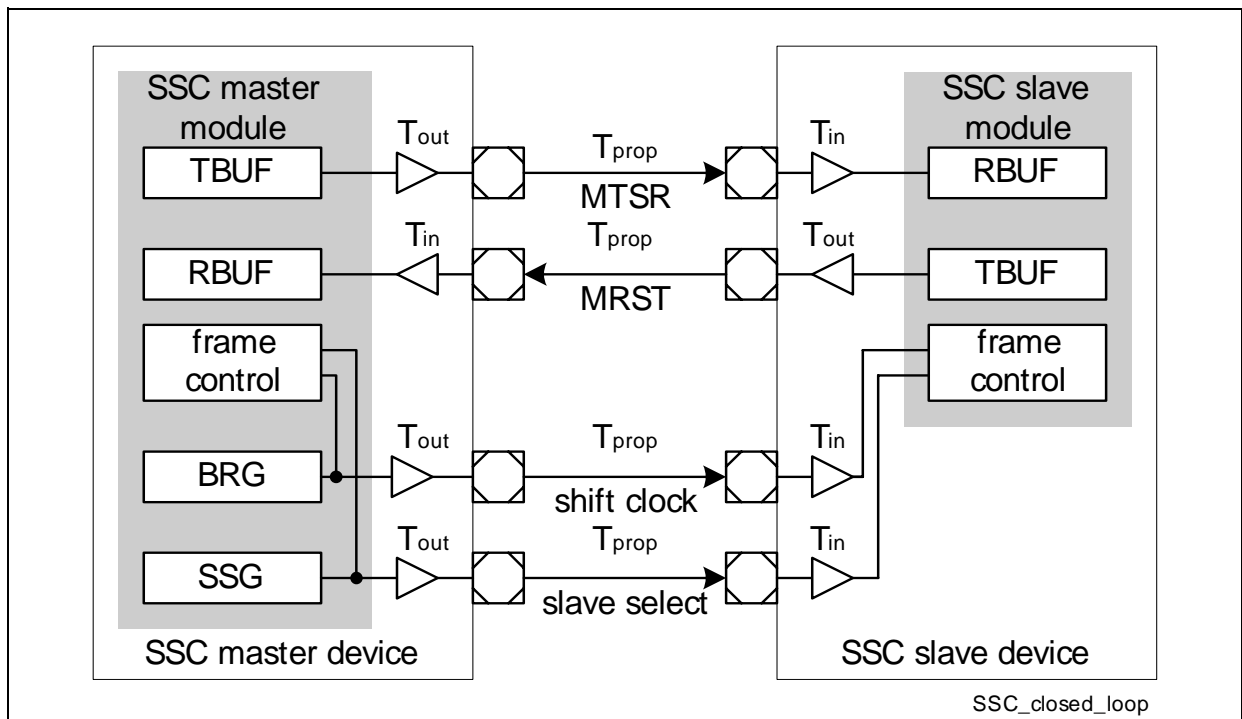 SSC master
module
SSC slave
module
Tout
Tprop
Tin
TBUF
MTSR
RBUF
Tin
Tprop
Tout
RBUF
MRST
TBUF
frame
control
frame
control
Tout
Tprop
Tin
BRG
shift clock
Tout
Tprop
Tin
SSG
slave select
SSC master device
SSC slave device
SSC_closed_loop